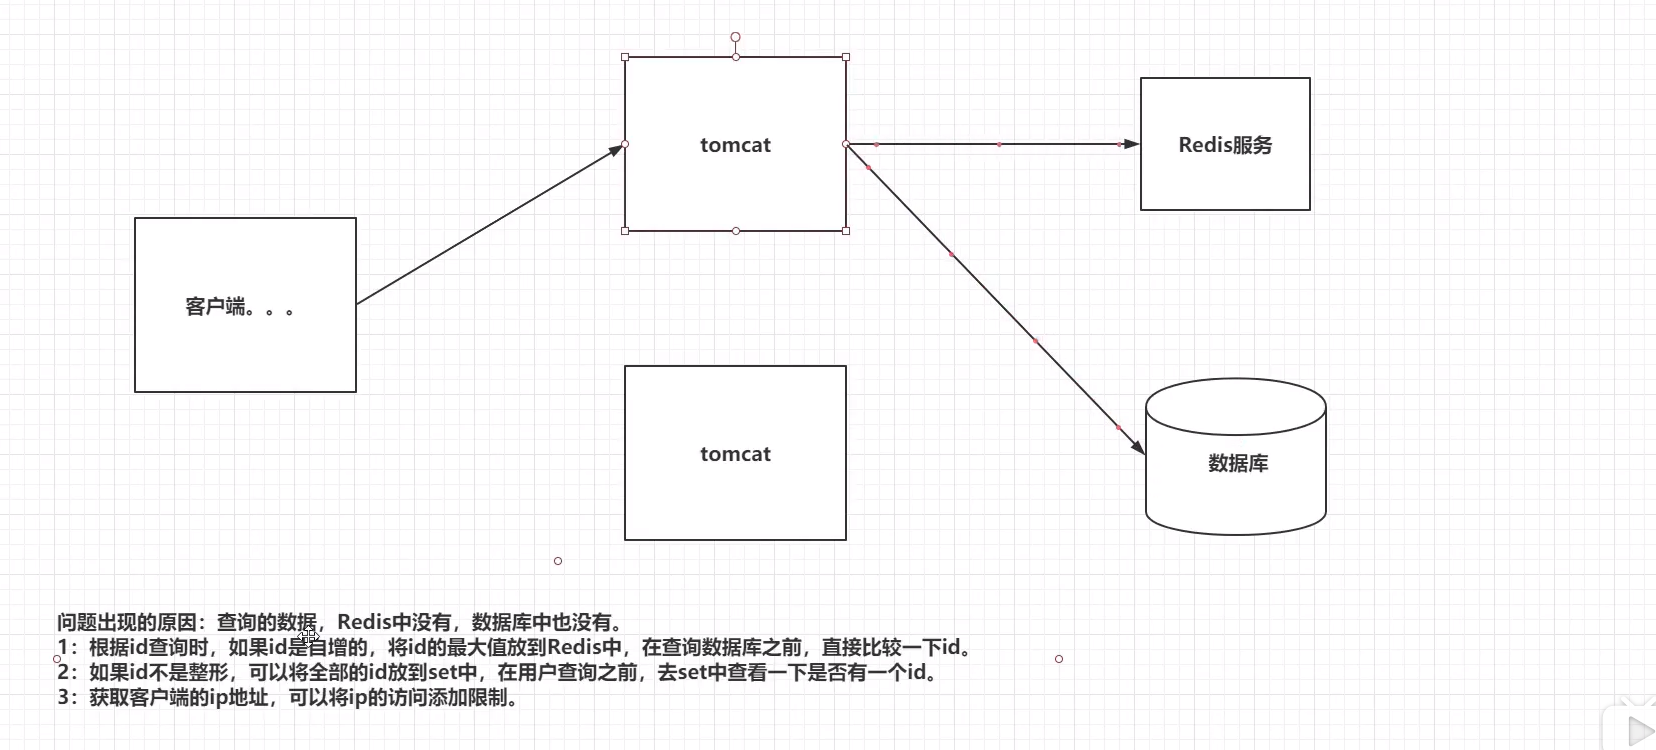 tomcat
Redis服务
客户端。。。
tomcat
数据库
问题出现的原因：查询的数据，Redis中没有，数据库中也没有。
1：根据id查询时，如果id是自增的，将id的最大值放到Redis中，在查询数据库之前，直接比较一下id。
2：如果id不是整形，可以将全部的id放到set中，在用户查询之前，去set中查看一下是否有一个id。
3：获取客户端的ip地址，可以将ip的访问添加限制。